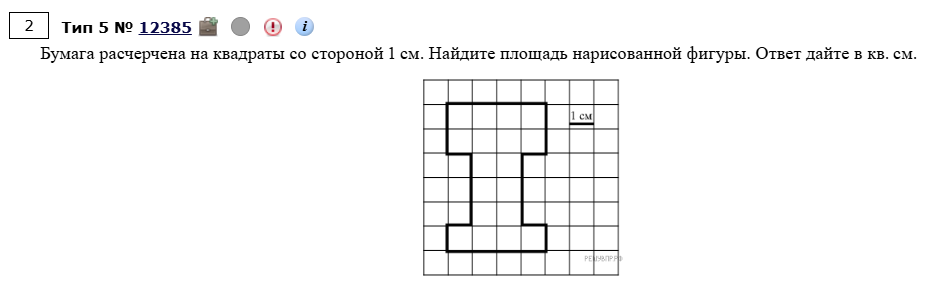 2 Тип 5 № 12385 i
Бумага расчерчена на квадраты со стороной 1 см. Найдите площадь нарисованной фигуры. Ответ дайте в кв. см.
1 см
РЕШУВПР.РФ